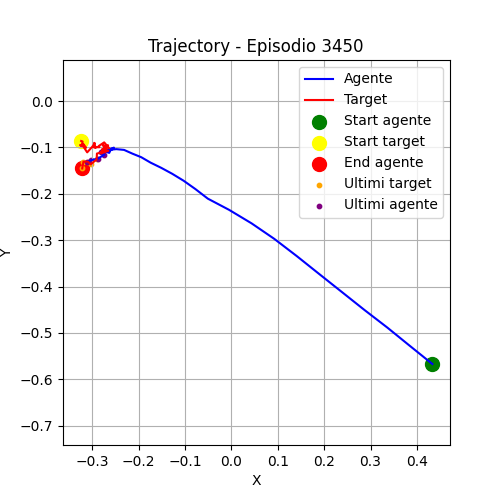 Trajectory - Episodio 3450
Agente
Target
Start agente
Start target
End agente
Ultimi target
Ultimi agente
0.0
−0.1
−0.2
−0.3
−0.4
−0.5
−0.6
−0.7
Y
−0.3
−0.2
−0.1
0.0
0.1
0.2
0.3
0.4
X